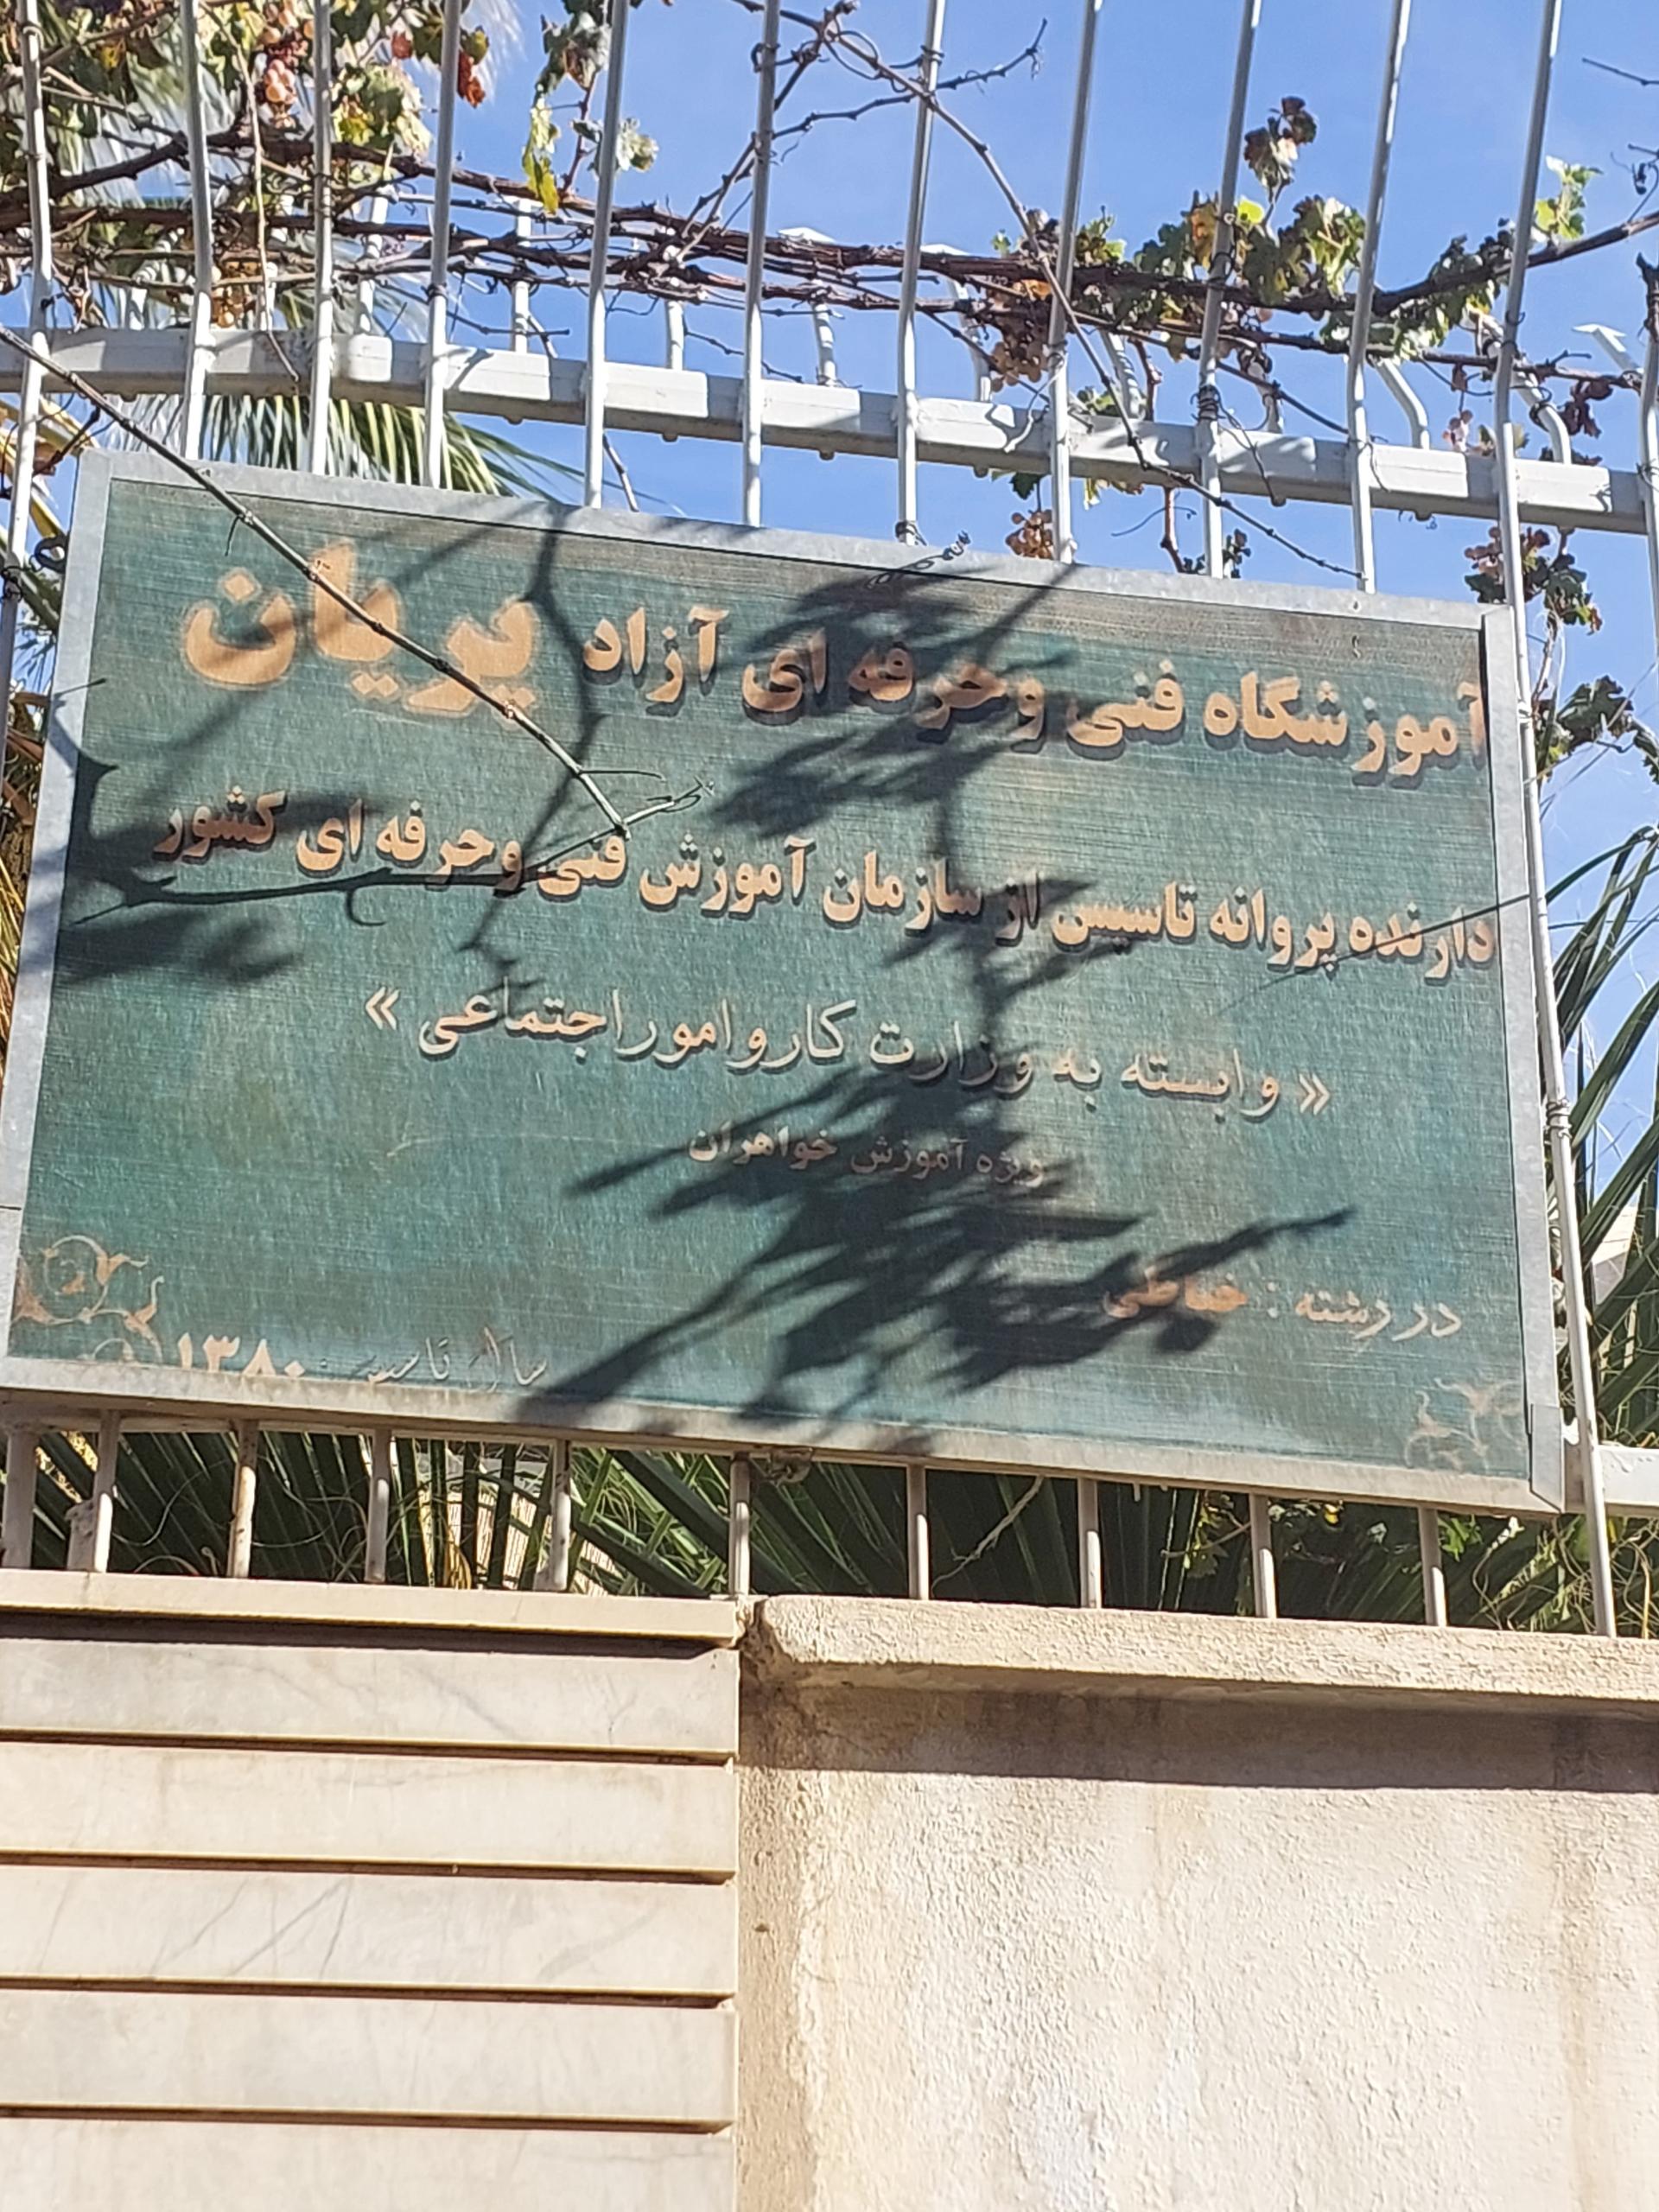 آموزشگاه فنی وحرفه ای آزاد پریان
دارنده پروانه تاسیس از سازمان آموزش فنی وحرفه ای کشور
« وابسته به وزارت کارواموراجتماعی »
ویژه آموزش خواهران
در رشته : خیاطی
سال تاسیس : ۱۳۸۰